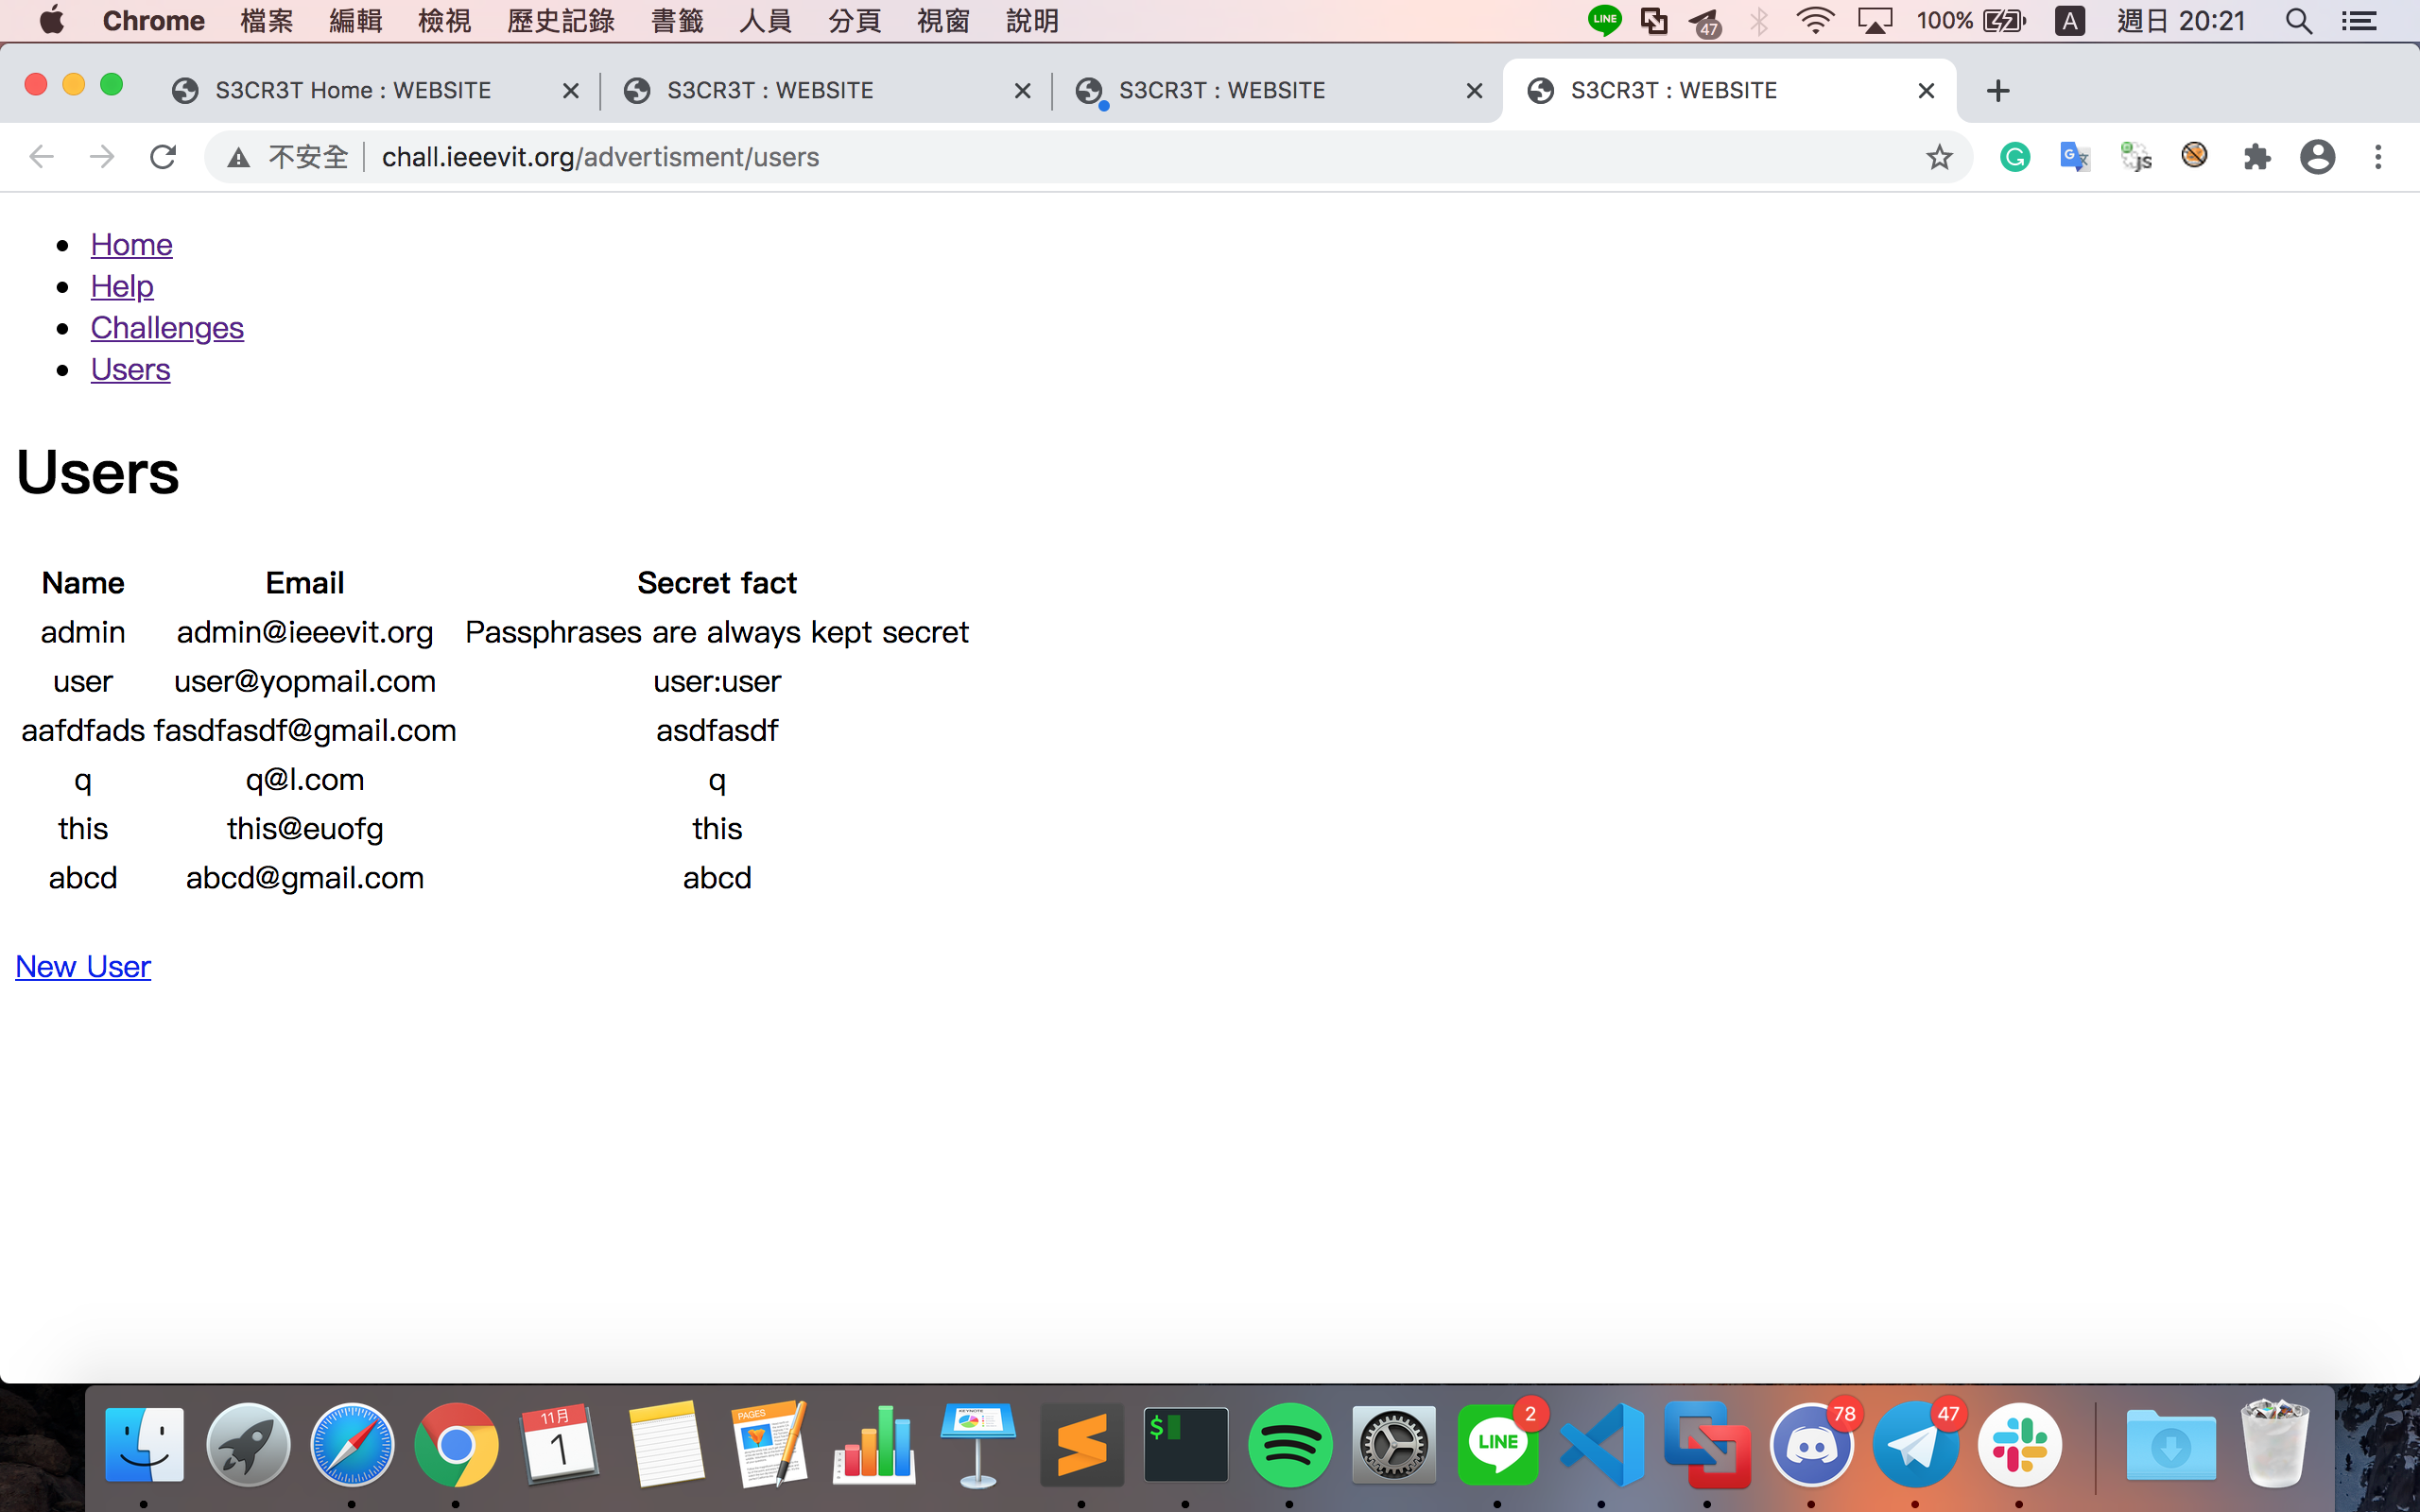 Chrome 檔案 編輯 檢視 歷史記錄 書籤 人員 分頁 視窗 說明 LINE 47 100% A 週日 20:21
S3CR3T Home : WEBSITE S3CR3T : WEBSITE S3CR3T : WEBSITE S3CR3T : WEBSITE
不安全 chall.ieeevit.org/advertisment/users
Home
Help
Challenges
Users
Users
Name Email Secret fact
admin admin@ieeevit.org Passphrases are always kept secret
user user@yopmail.com user:user
aafdfads fasdfasdf@gmail.com asdfasdf
q q@l.com q
this this@euofg this
abcd abcd@gmail.com abcd
New User
11月 1 PAGES KEYNOTE $ LINE 2 78 47